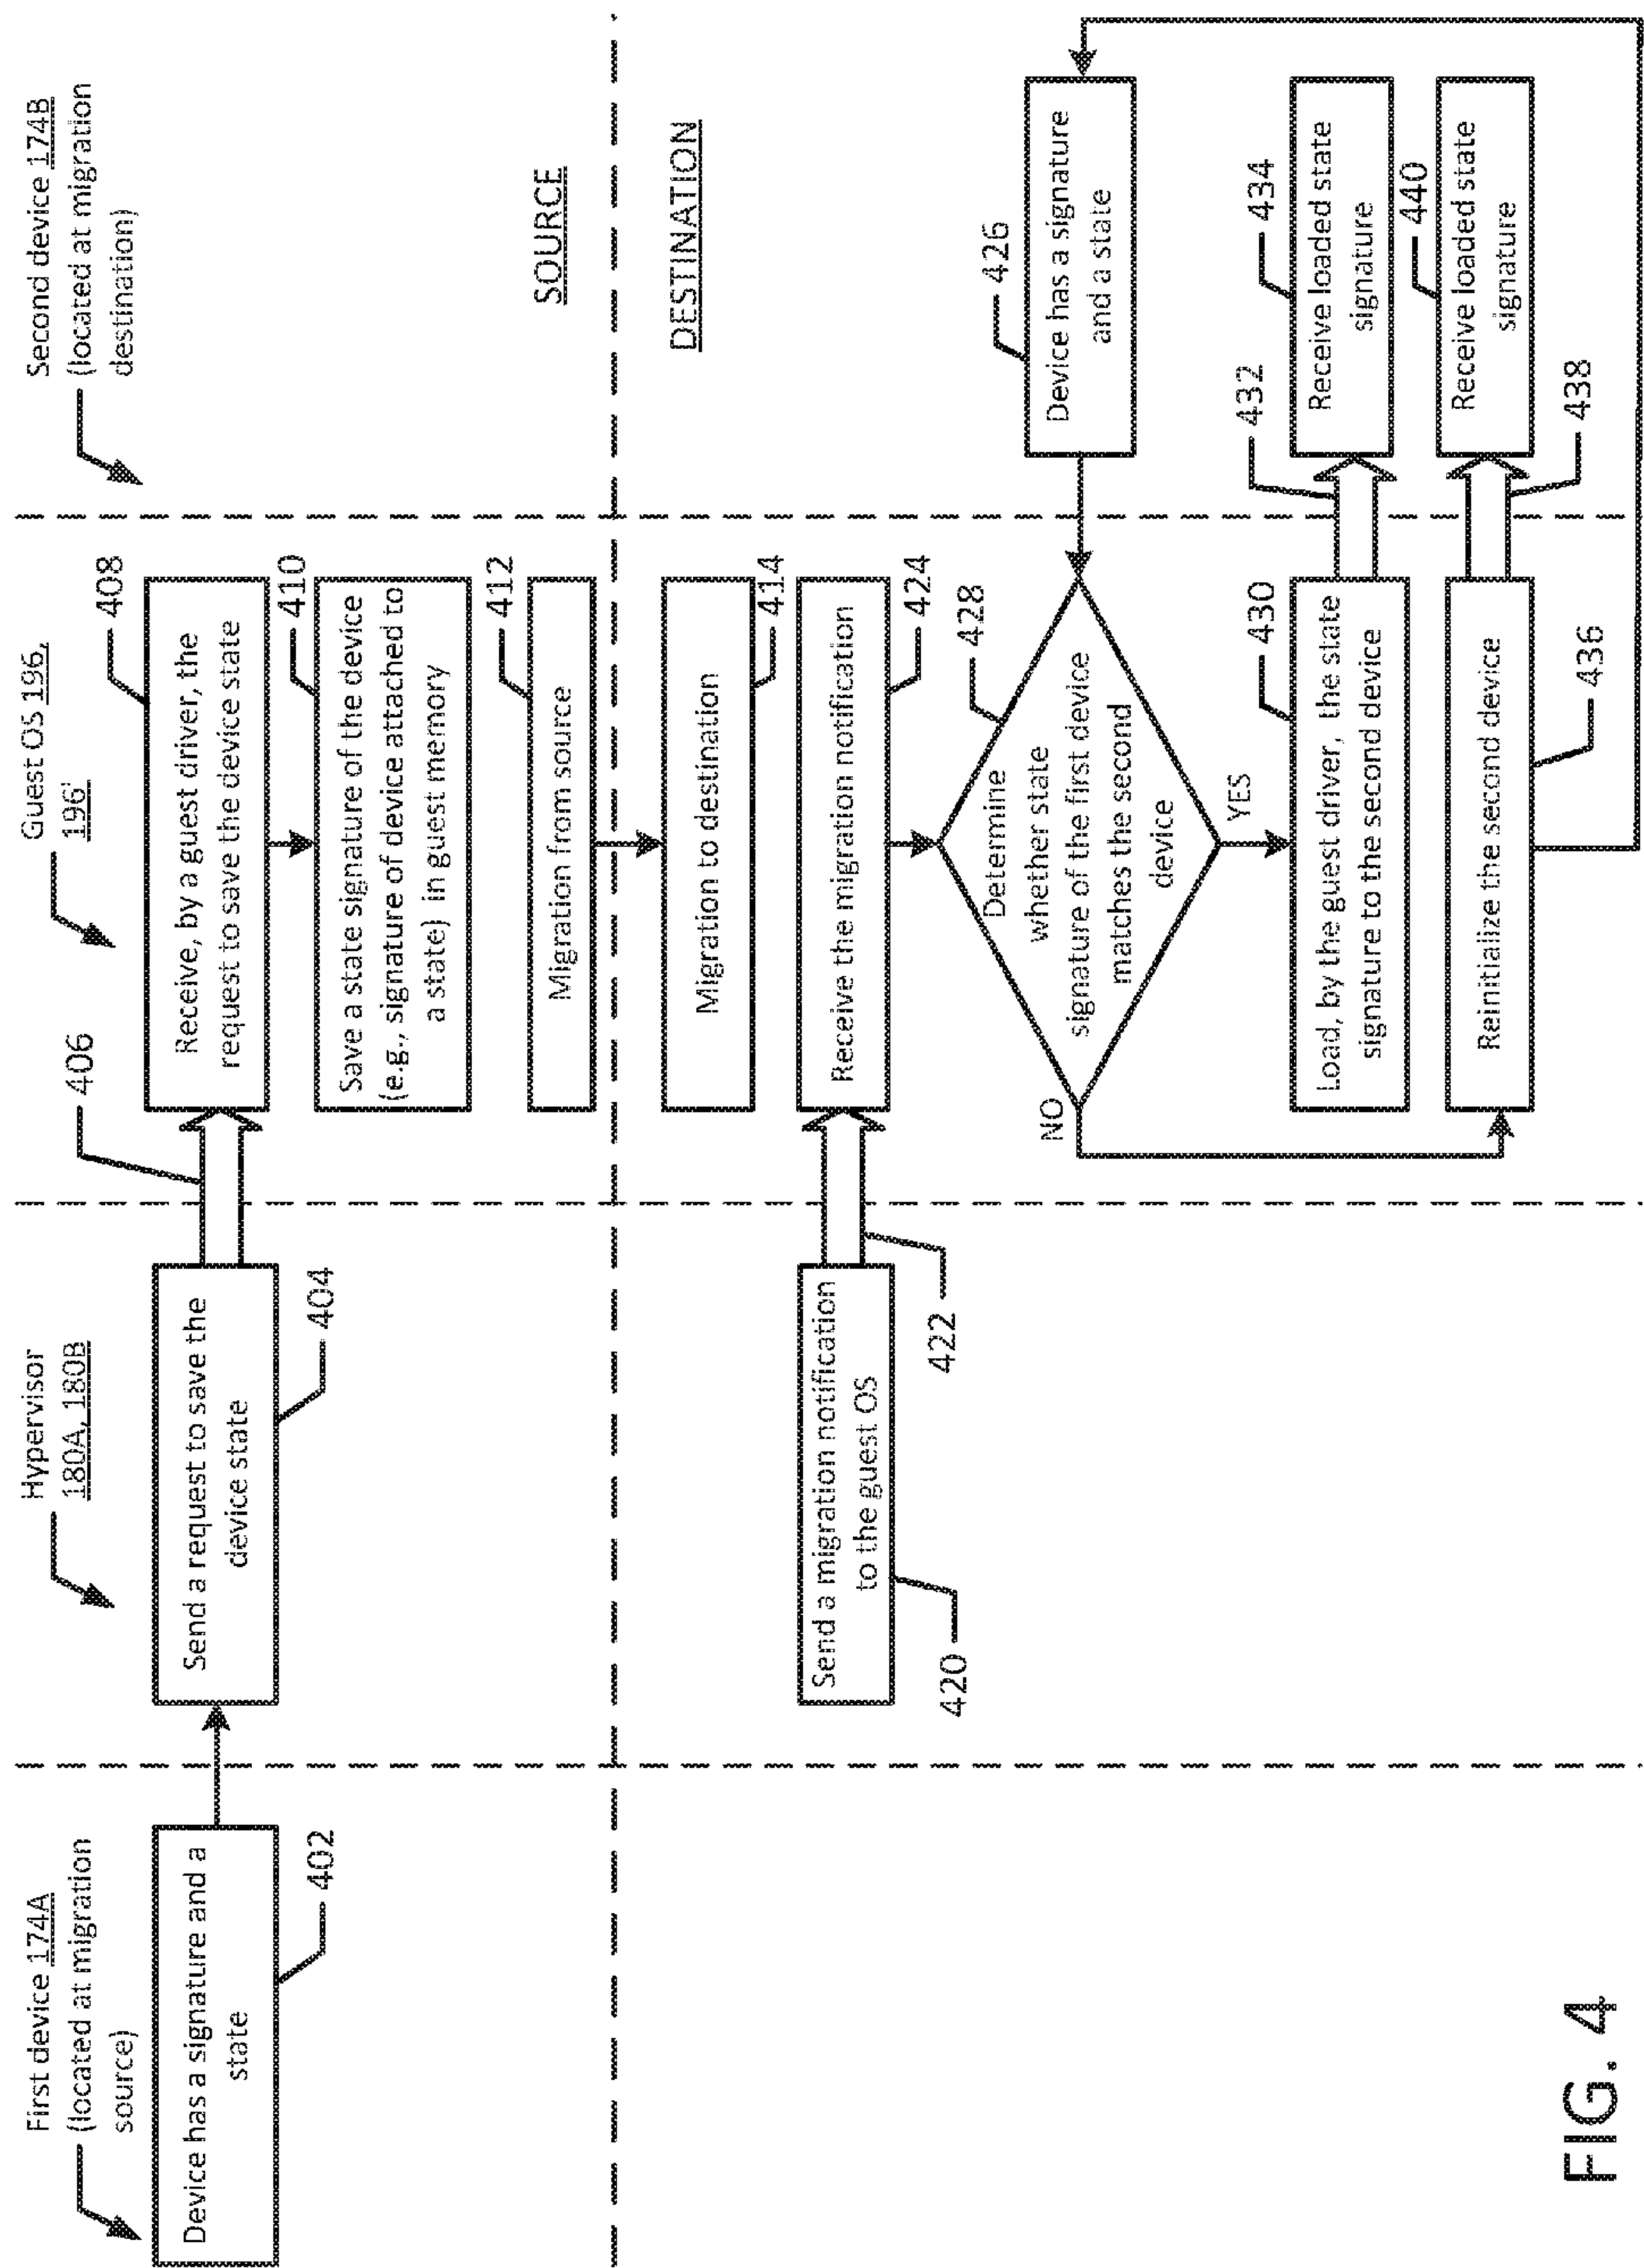 First device 174A
(located at migration
source)
Hypervisor
180A, 180B
Guest OS 196,
196'
Second device 174B
(located at migration
destination)
Device has a signature and a
state
402
Send a request to save the
device state
404
406
Receive, by a guest driver, the
request to save the device state
408
Save a state signature of the device
(e.g., signature of device attached to
a state) in guest memory
410
Migration from source
412
SOURCE
DESTINATION
Migration to destination
414
Send a migration notification
to the guest OS
420
422
Receive the migration notification
424
Device has a signature
and a state
426
Determine
whether state
signature of the first device
matches the second
device
428
NO
YES
Load, by the guest driver, the state
signature to the second device
430
432
Receive loaded state
signature
434
Reinitialize the second device
436
438
Receive loaded state
signature
440
FIG. 4